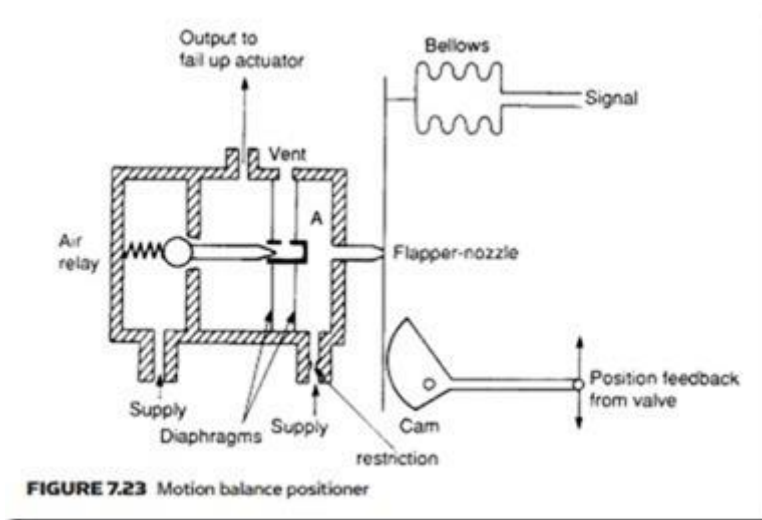 Output to
fail up actuator
Bellows
Signal
Vent
A
Air
relay
Flapper-nozzle
Position feedback
from valve
Supply
Diaphragms
Supply
Cam
restriction
FIGURE 7.23 Motion balance positioner